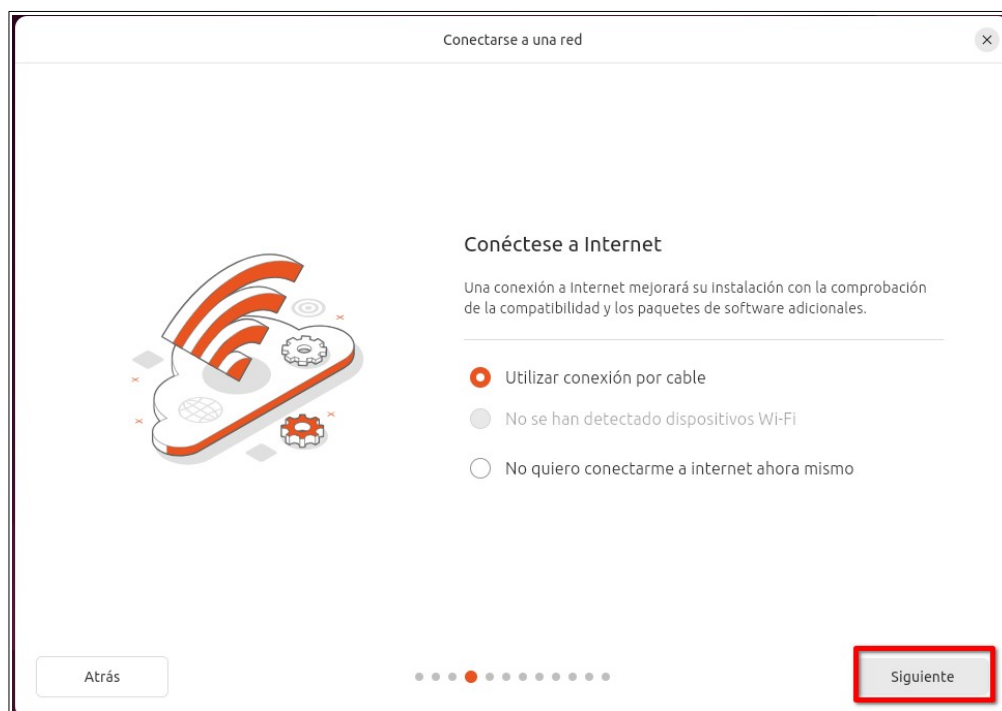 Conectarse a una red
Conéctese a Internet
Una conexión a Internet mejorará su instalación con la comprobación
de la compatibilidad y los paquetes de software adicionales.
Utilizar conexión por cable
No se han detectado dispositivos Wi-Fi
No quiero conectarme a internet ahora mismo
Atrás
Siguiente